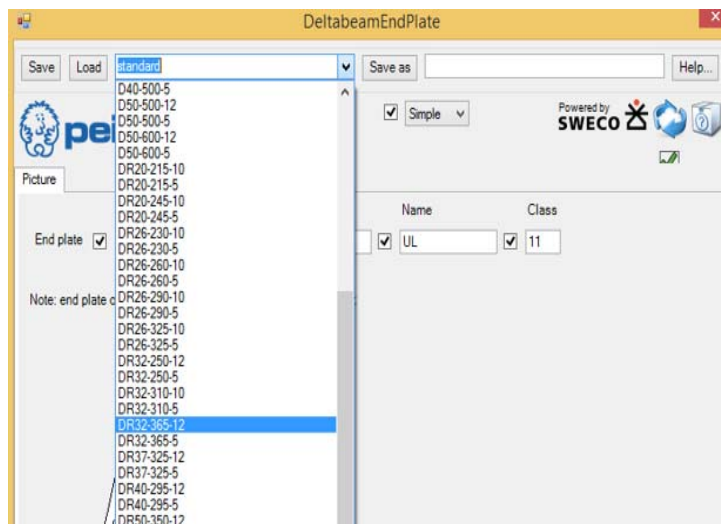 DeltabeamEndPlate
Save Load standard Save as Help...
D40-500-5
D50-500-12
D50-500-5
D50-600-12
D50-600-5
DR20-215-10
DR20-215-5
DR20-245-10
DR20-245-5
DR26-230-10
DR26-230-5
DR26-260-10
DR26-260-5
DR26-290-10
DR26-290-5
DR26-325-10
DR26-325-5
DR32-250-12
DR32-250-5
DR32-310-10
DR32-310-5
DR32-365-12
DR32-365-5
DR37-325-12
DR37-325-5
DR40-295-12
DR40-295-5
DR50-350-12
Simple
Powered by
SWECO
pei
Picture
Name Class
End plate UL 11
Note: end plate